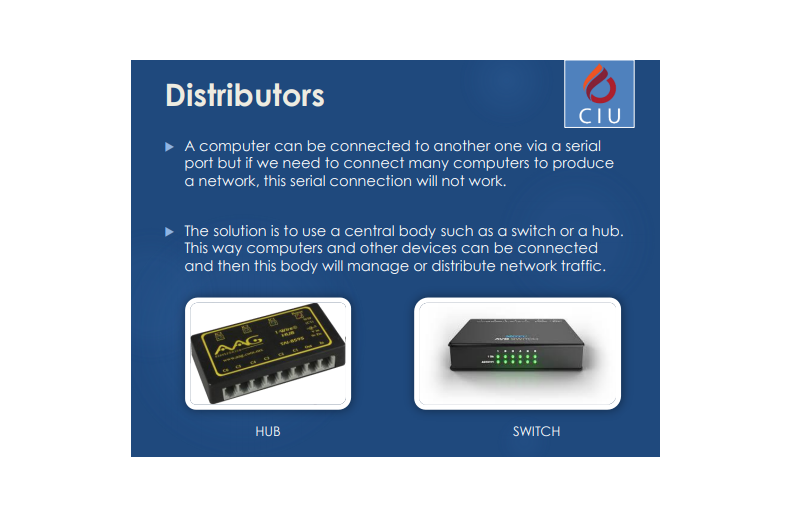 Distributors
CIU
A computer can be connected to another one via a serial
port but if we need to connect many computers to produce
a network, this serial connection will not work.
The solution is to use a central body such as a switch or a hub.
This way computers and other devices can be connected
and then this body will manage or distribute network traffic.
1-Wire®
HUB
AAG
HUB
SWITCH